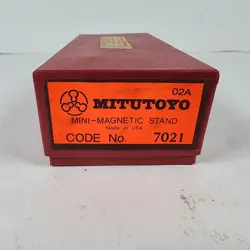 02A
MITUTOYO
MINI-MAGNETIC STAND
Made in USA
CODE No. 7021